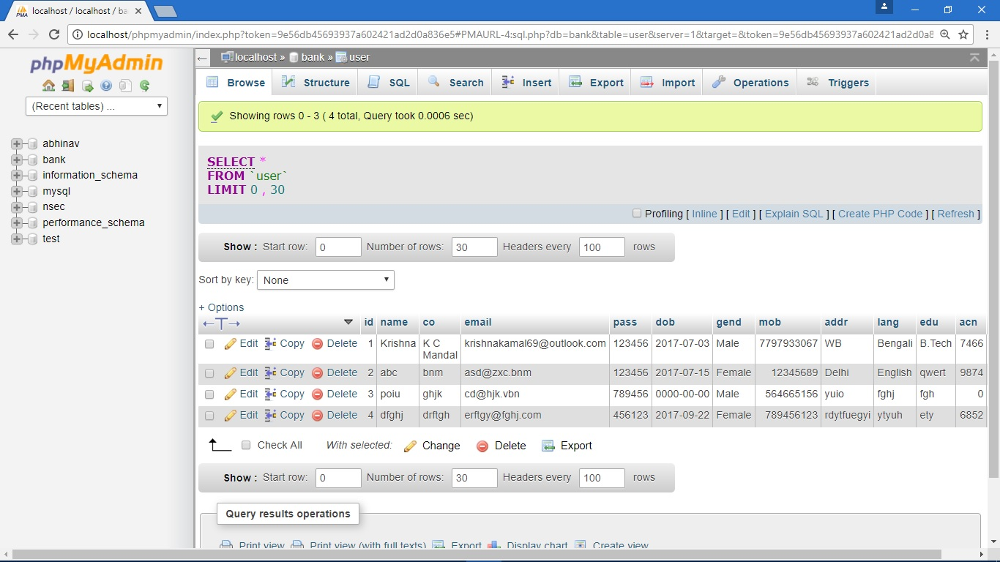 localhost / localhost / ba
localhost/phpmyadmin/index.php?token=9e56db45693937a602421ad2d0a836e5#PMAURL-4:sql.php?db=bank&table=user&server=1&target=&token=9e56db45693937a602421ad2d0a8
phpMyAdmin
(Recent tables) ...
abhinav
bank
information_schema
mysql
nsec
performance_schema
test
localhost » bank » user
Browse Structure SQL Search Insert Export Import Operations Triggers
Showing rows 0 - 3 ( 4 total, Query took 0.0006 sec)
SELECT *
FROM `user`
LIMIT 0 , 30
Profiling [ Inline ] [ Edit ] [ Explain SQL ] [ Create PHP Code ] [ Refresh ]
Show : Start row: 0 Number of rows: 30 Headers every 100 rows
Sort by key: None
+ Options
←T→ id name co email pass dob gend mob addr lang edu acn
Edit Copy Delete 1 Krishna K C Mandal krishnakamal69@outlook.com 123456 2017-07-03 Male 7797933067 WB Bengali B.Tech 7466
Edit Copy Delete 2 abc bnm asd@zxc.bnm 123456 2017-07-15 Female 12345689 Delhi English qwert 9874
Edit Copy Delete 3 poiu ghjk cd@hjk.vbn 789456 0000-00-00 Male 564665156 yuio fghj fgh 0
Edit Copy Delete 4 dfghj drftgh erftgy@fghj.com 456123 2017-09-22 Female 789456123 rdytfuegyi ytyuh ety 6852
Check All With selected: Change Delete Export
Show : Start row: 0 Number of rows: 30 Headers every 100 rows
Query results operations
Print view Print view (with full texts) Export Display chart Create view